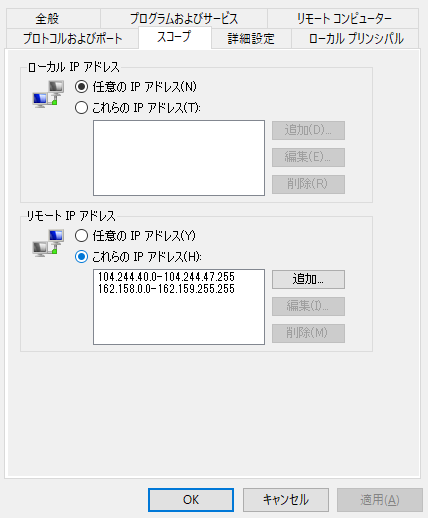 全般
プログラムおよびサービス
リモート コンピューター
プロトコルおよびポート
スコープ
詳細設定
ローカル プリンシパル
ローカル IP アドレス
任意の IP アドレス(N)
これらの IP アドレス(T):
追加(D)...
編集(E)...
削除(R)
リモート IP アドレス
任意の IP アドレス(Y)
これらの IP アドレス(H):
104.244.40.0-104.244.47.255
162.158.0.0-162.159.255.255
追加...
編集(I)...
削除(M)
OK
キャンセル
適用(A)